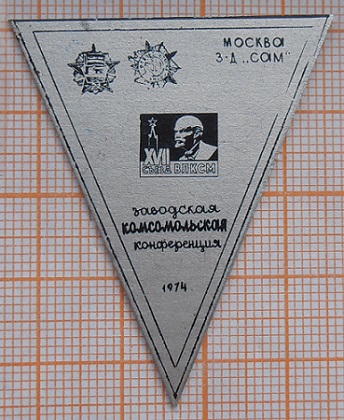 МОСКВА
З-Д „САМ"
XVII
СЪЕЗД ВЛКСМ
заводская
комсомольская
конференция
1974